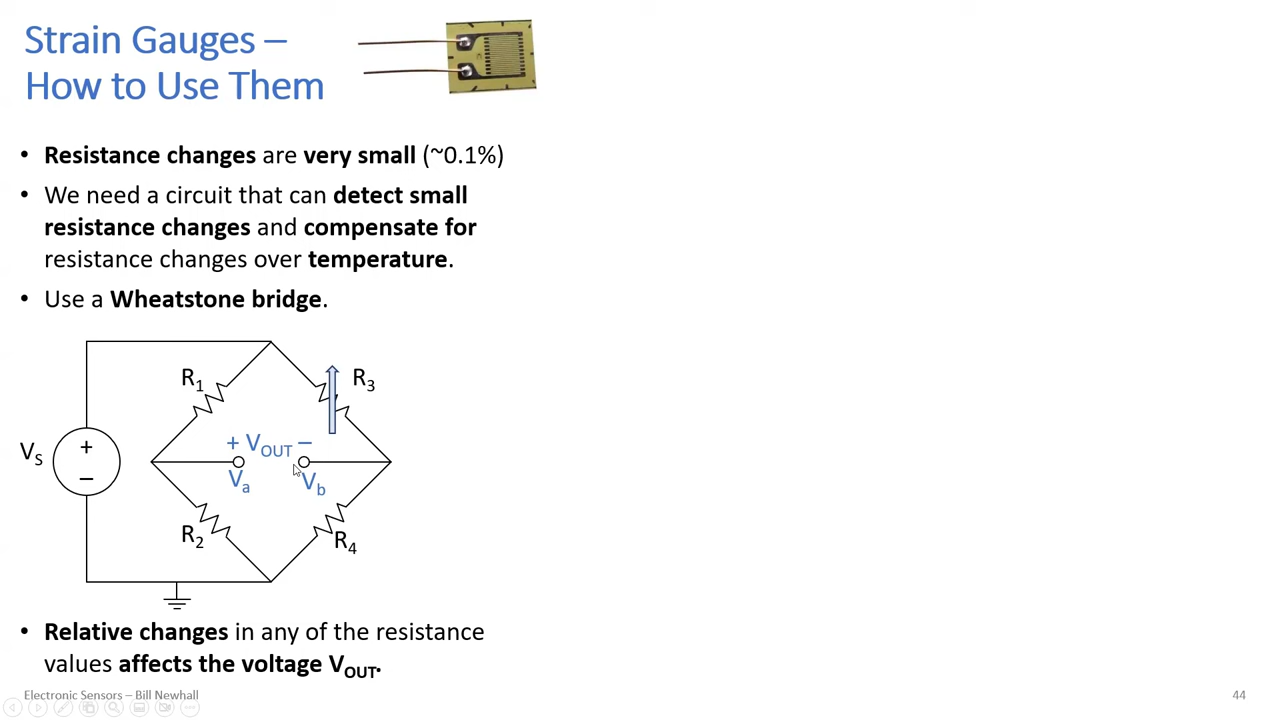 Strain Gauges –
How to Use Them
• Resistance changes are very small (~0.1%)
• We need a circuit that can detect small
resistance changes and compensate for
resistance changes over temperature.
• Use a Wheatstone bridge.
R1
R3
VS
+
−
+ VOUT −
Va
Vb
R2
R4
• Relative changes in any of the resistance
values affects the voltage VOUT.
Electronic Sensors – Bill Newhall
44